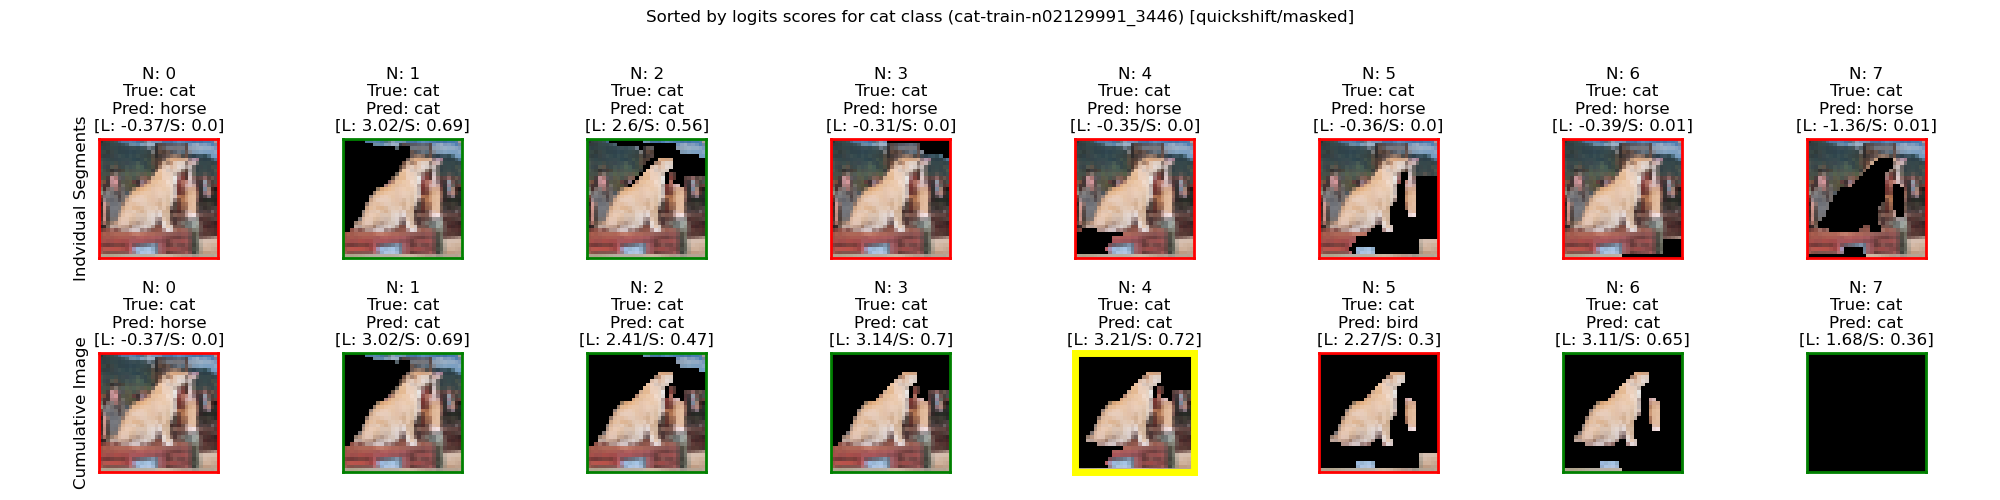 Sorted by logits scores for cat class (cat-train-n02129991_3446) [quickshift/masked]
Individual Segments
N: 0
True: cat
Pred: horse
[L: -0.37/S: 0.0]
N: 1
True: cat
Pred: cat
[L: 3.02/S: 0.69]
N: 2
True: cat
Pred: cat
[L: 2.6/S: 0.56]
N: 3
True: cat
Pred: horse
[L: -0.31/S: 0.0]
N: 4
True: cat
Pred: horse
[L: -0.35/S: 0.0]
N: 5
True: cat
Pred: horse
[L: -0.36/S: 0.0]
N: 6
True: cat
Pred: horse
[L: -0.39/S: 0.01]
N: 7
True: cat
Pred: horse
[L: -1.36/S: 0.01]
Cumulative Image
N: 0
True: cat
Pred: horse
[L: -0.37/S: 0.0]
N: 1
True: cat
Pred: cat
[L: 3.02/S: 0.69]
N: 2
True: cat
Pred: cat
[L: 2.41/S: 0.47]
N: 3
True: cat
Pred: cat
[L: 3.14/S: 0.7]
N: 4
True: cat
Pred: cat
[L: 3.21/S: 0.72]
N: 5
True: cat
Pred: bird
[L: 2.27/S: 0.3]
N: 6
True: cat
Pred: cat
[L: 3.11/S: 0.65]
N: 7
True: cat
Pred: cat
[L: 1.68/S: 0.36]